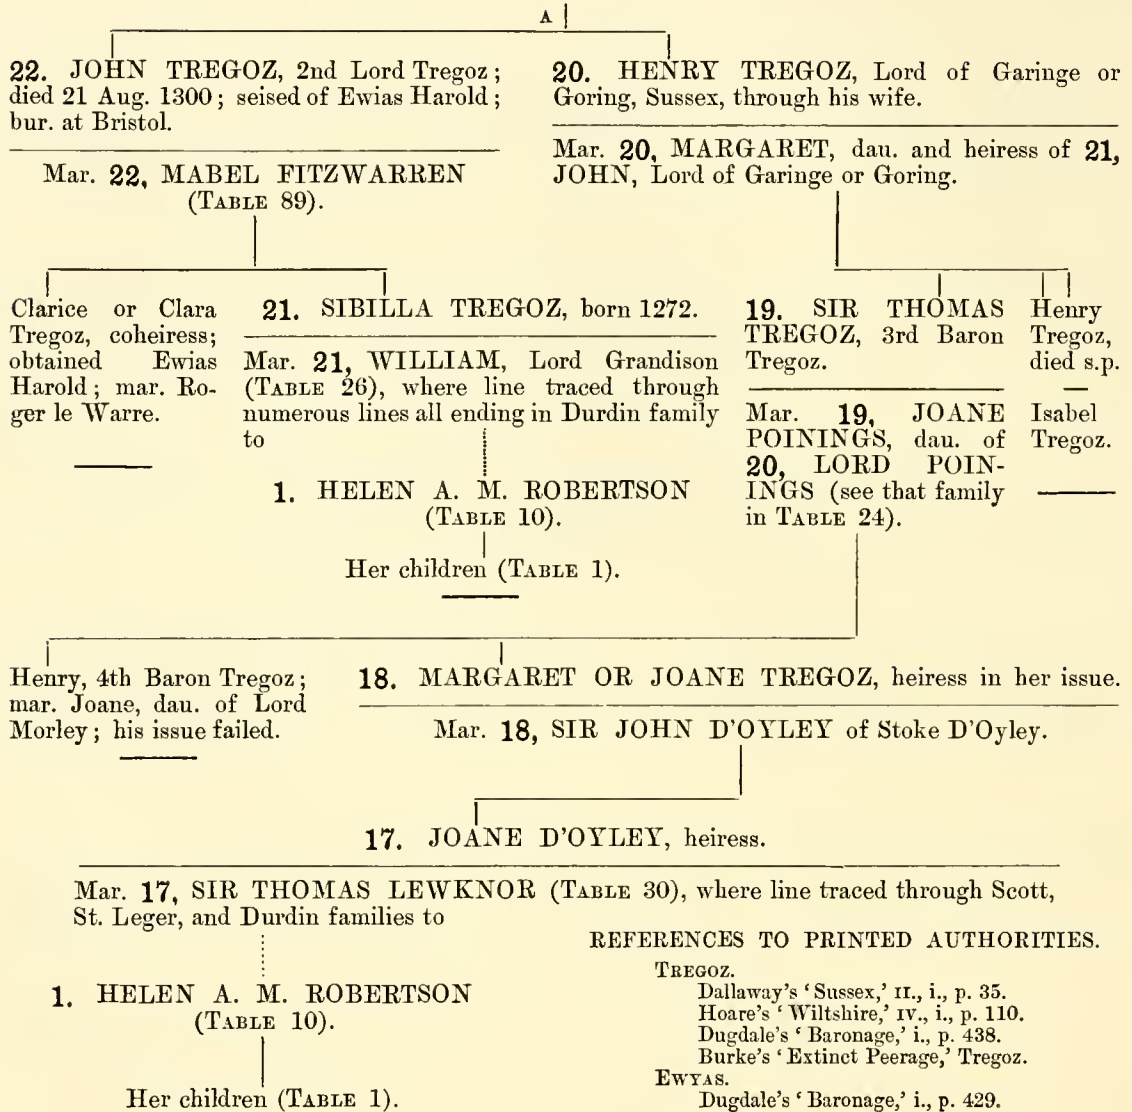 A
22. JOHN TREGOZ, 2nd Lord Tregoz;
died 21 Aug. 1300; seised of Ewias Harold;
bur. at Bristol.
Mar. 22, MABEL FITZWARREN
(TABLE 89).
20. HENRY TREGOZ, Lord of Garinge or
Goring, Sussex, through his wife.
Mar. 20, MARGARET, dau. and heiress of 21,
JOHN, Lord of Garinge or Goring.
Clarice or Clara
Tregoz, coheiress;
obtained Ewias
Harold; mar. Ro-
ger le Warre.
21. SIBILLA TREGOZ, born 1272.
Mar. 21, WILLIAM, Lord Grandison
(TABLE 26), where line traced through
numerous lines all ending in Durdin family
to
1. HELEN A. M. ROBERTSON
(TABLE 10).
Her children (TABLE 1).
19. SIR THOMAS
TREGOZ, 3rd Baron
Tregoz.
Mar. 19, JOANE
POININGS, dau. of
20, LORD POIN-
INGS (see that family
in TABLE 24).
Henry
Tregoz,
died s.p.
Isabel
Tregoz.
Henry, 4th Baron Tregoz;
mar. Joane, dau. of Lord
Morley; his issue failed.
18. MARGARET OR JOANE TREGOZ, heiress in her issue.
Mar. 18, SIR JOHN D'OYLEY of Stoke D'Oyley.
17. JOANE D'OYLEY, heiress.
Mar. 17, SIR THOMAS LEWKNOR (TABLE 30), where line traced through Scott,
St. Leger, and Durdin families to
1. HELEN A. M. ROBERTSON
(TABLE 10).
Her children (TABLE 1).
REFERENCES TO PRINTED AUTHORITIES.
TREGOZ.
Dallaway's 'Sussex,' II., i., p. 35.
Hoare's 'Wiltshire,' IV., i., p. 110.
Dugdale's 'Baronage,' i., p. 438.
Burke's 'Extinct Peerage,' Tregoz.
EWYAS.
Dugdale's 'Baronage,' i., p. 429.